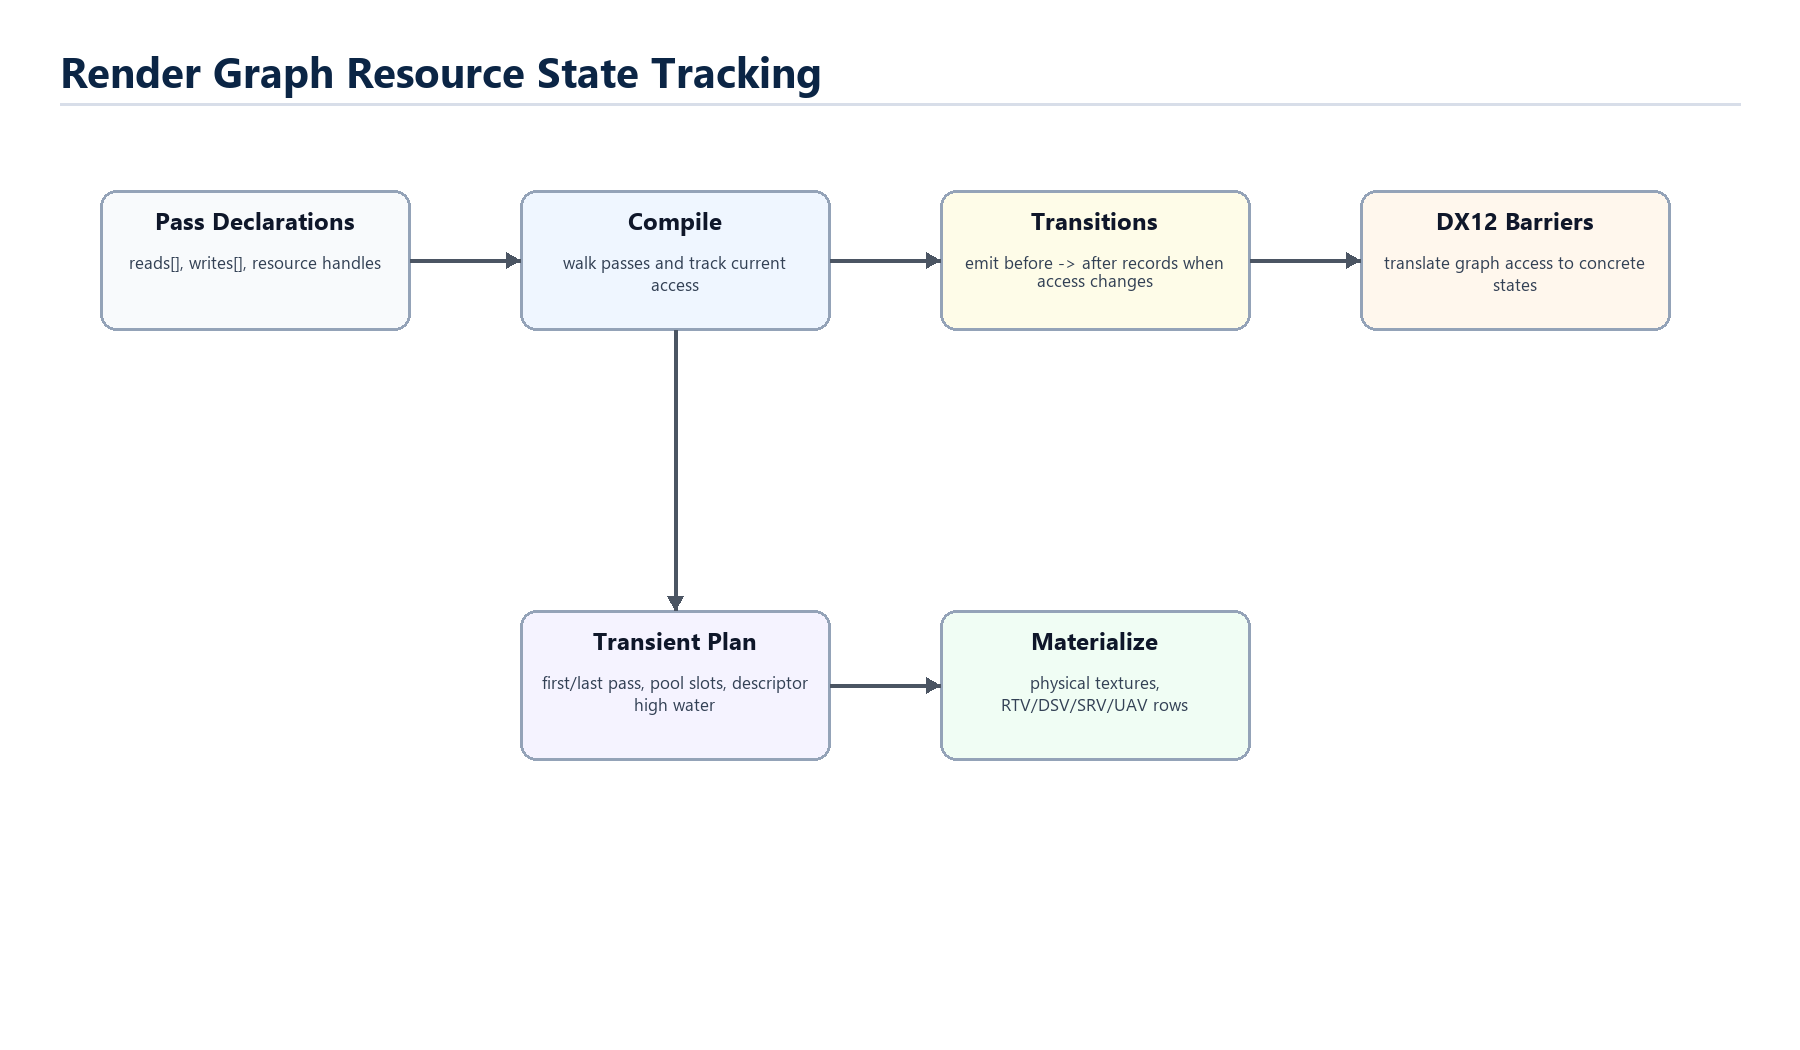 Render Graph Resource State Tracking
Pass Declarations
reads[], writes[], resource handles
Compile
walk passes and track current
access
Transitions
emit before -> after records when
access changes
DX12 Barriers
translate graph access to concrete
states
Transient Plan
first/last pass, pool slots, descriptor
high water
Materialize
physical textures,
RTV/DSV/SRV/UAV rows